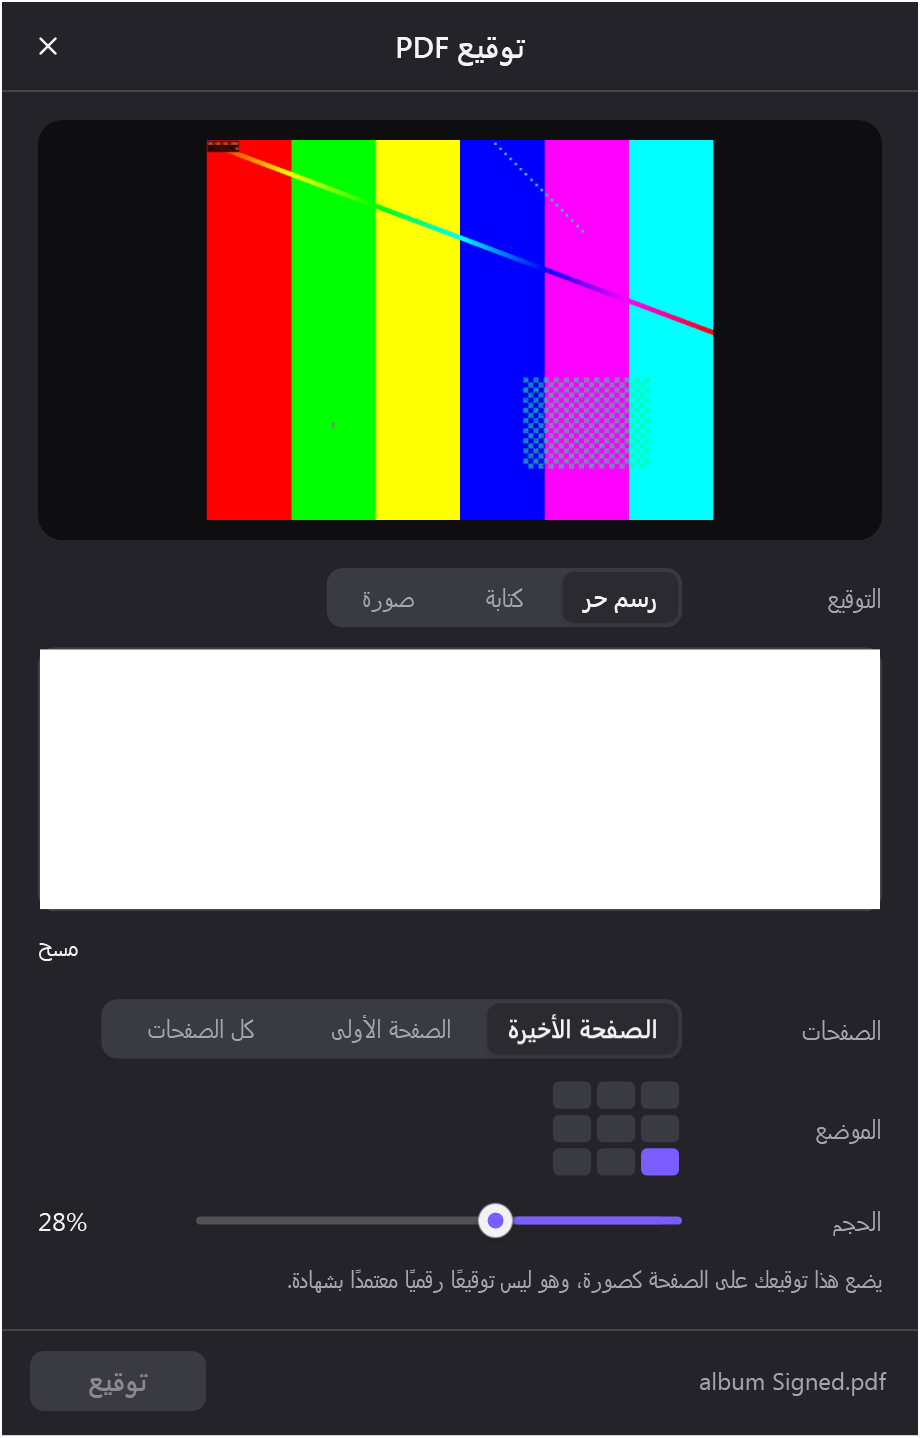 توقيع PDF
التوقيع
رسم حر
كتابة
صورة
مسح
الصفحات
الصفحة الأخيرة
الصفحة الأولى
كل الصفحات
الموضع
الحجم
28%
يضع هذا توقيعك على الصفحة كصورة، وهو ليس توقيعًا رقميًا معتمدًا بشهادة.
album Signed.pdf
توقيع